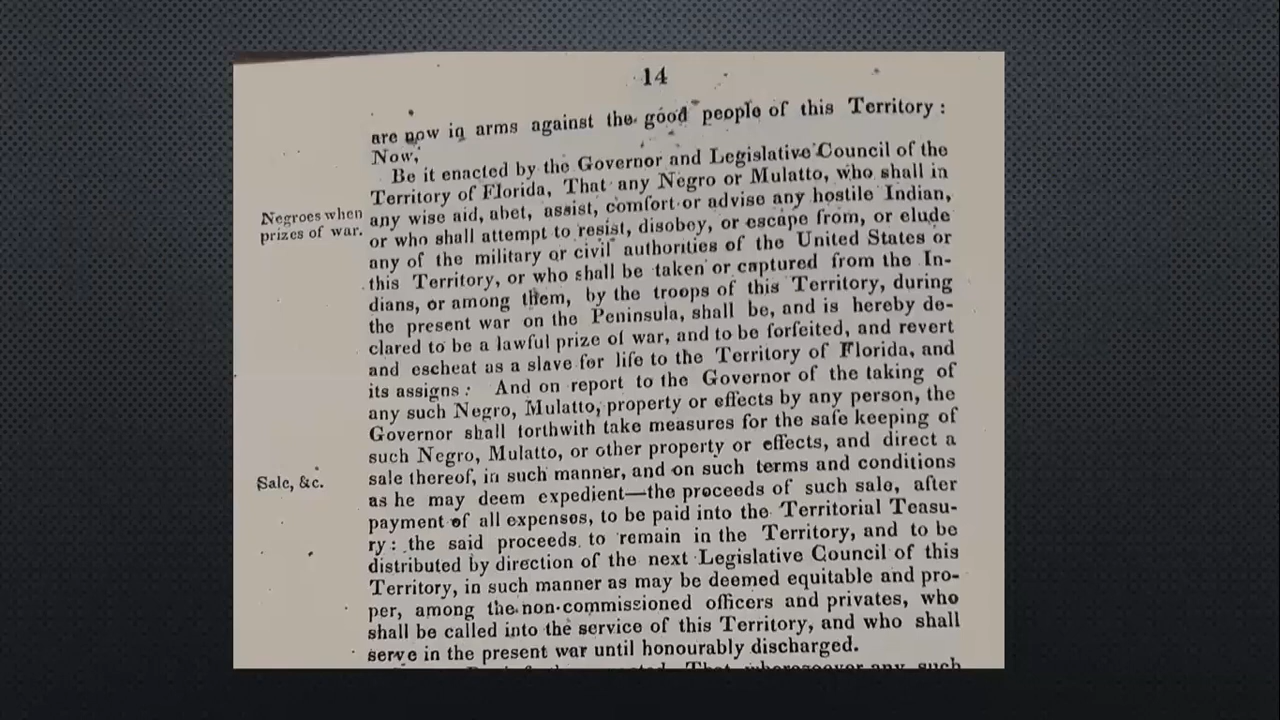 14
are now in arms against the good people of this Territory :
Now,
Be it enacted by the Governor and Legislative Council of the
Territory of Florida, That any Negro or Mulatto, who shall in
Negroes when
prizes of war.
any wise aid, abet, assist, comfort or advise any hostile Indian,
or who shall attempt to resist, disobey, or escape from, or elude
any of the military or civil authorities of the United States or
this Territory, or who shall be taken or captured from the In-
dians, or among them, by the troops of this Territory, during
the present war on the Peninsula, shall be, and is hereby de-
clared to be a lawful prize of war, and to be forfeited, and revert
and escheat as a slave for life to the Territory of Florida, and
its assigns : And on report to the Governor of the taking of
any such Negro, Mulatto, property or effects by any person, the
Governor shall forthwith take measures for the safe keeping of
such Negro, Mulatto, or other property or effects, and direct a
Sale, &c.
sale thereof, in such manner, and on such terms and conditions
as he may deem expedient—the proceeds of such sale, after
payment of all expenses, to be paid into the Territorial Teasu-
ry : the said proceeds to remain in the Territory, and to be
distributed by direction of the next Legislative Council of this
Territory, in such manner as may be deemed equitable and pro-
per, among the non-commissioned officers and privates, who
shall be called into the service of this Territory, and who shall
serve in the present war until honourably discharged.
That wheresoever any such